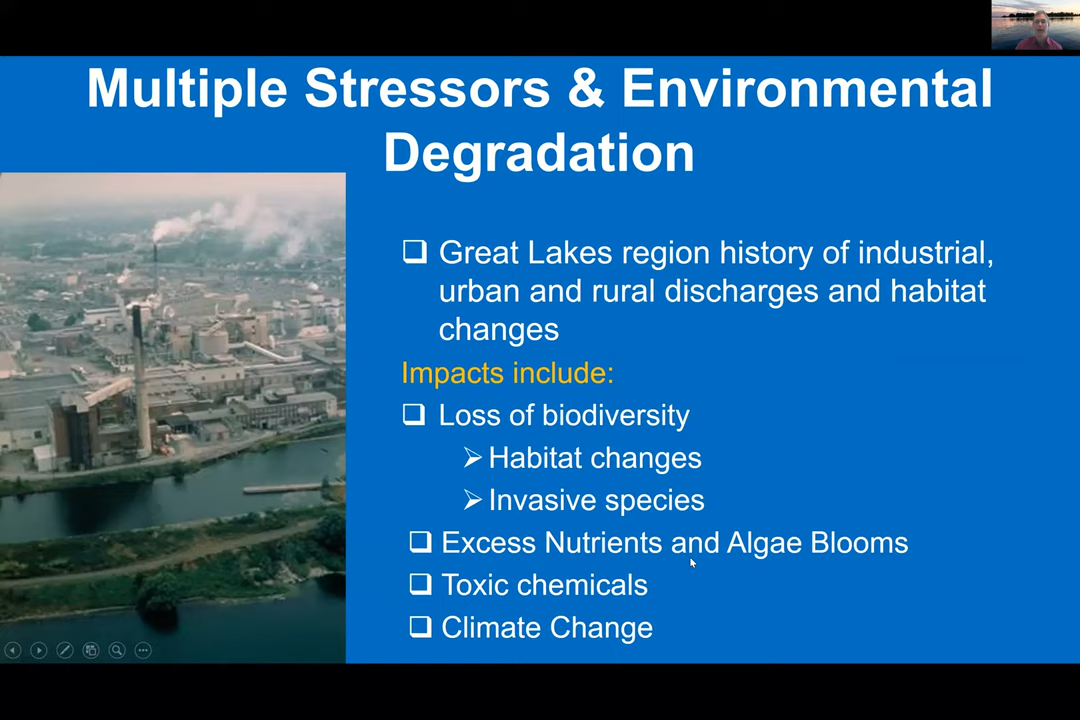 Multiple Stressors & Environmental
Degradation
Great Lakes region history of industrial,
urban and rural discharges and habitat
changes
Impacts include:
Loss of biodiversity
Habitat changes
Invasive species
Excess Nutrients and Algae Blooms
Toxic chemicals
Climate Change